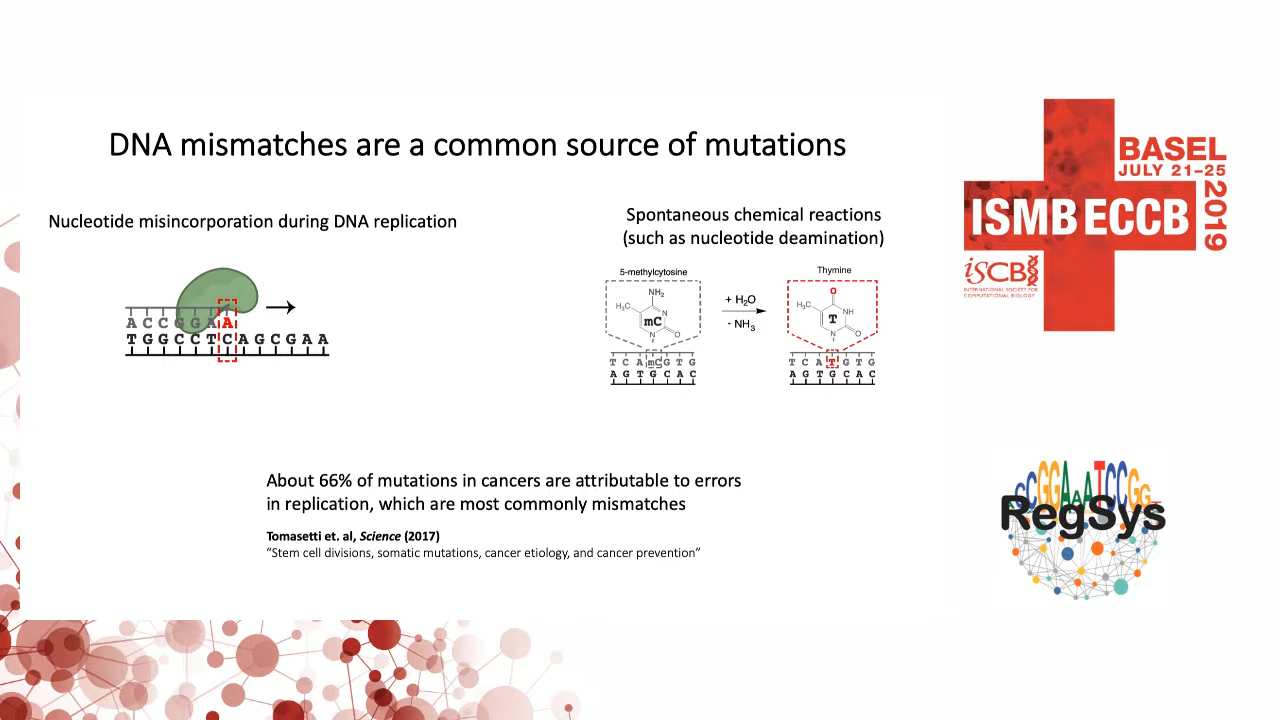 DNA mismatches are a common source of mutations
Nucleotide misincorporation during DNA replication
A C C G G A A
T G G C C T C A G C G A A
Spontaneous chemical reactions
(such as nucleotide deamination)
5-methylcytosine
NH2
H3C
N
mC
N
O
T C A mC G T G
A G T G C A C
+ H2O
- NH3
Thymine
O
H3C
NH
T
N
O
T C A T G T G
A G T G C A C
About 66% of mutations in cancers are attributable to errors
in replication, which are most commonly mismatches
Tomasetti et. al, Science (2017)
“Stem cell divisions, somatic mutations, cancer etiology, and cancer prevention”
BASEL
JULY 21–25
2019
ISMB ECCB
iSCB
INTERNATIONAL SOCIETY FOR
COMPUTATIONAL BIOLOGY
CCGGAAATCCGG
RegSys